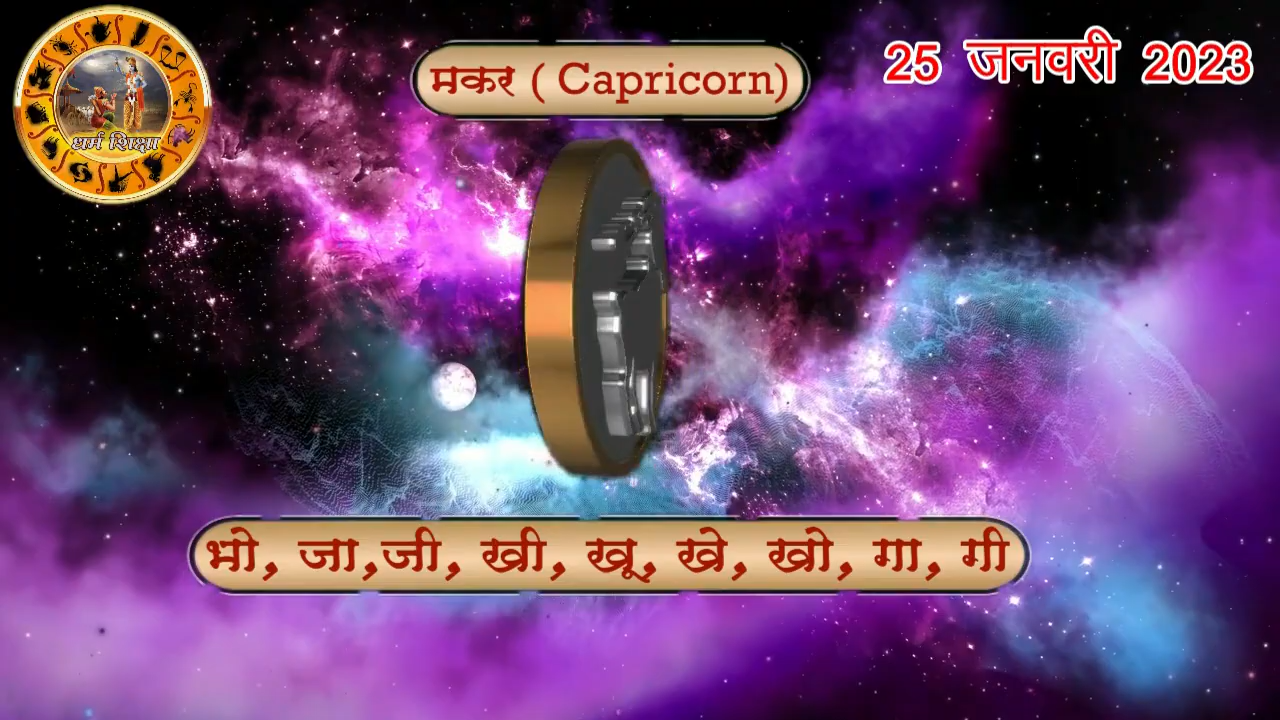 मकर ( Capricorn)
25 जनवरी 2023
धर्म शिक्षा
भो, जा,जी, खी, खू, खे, खो, गा, गी